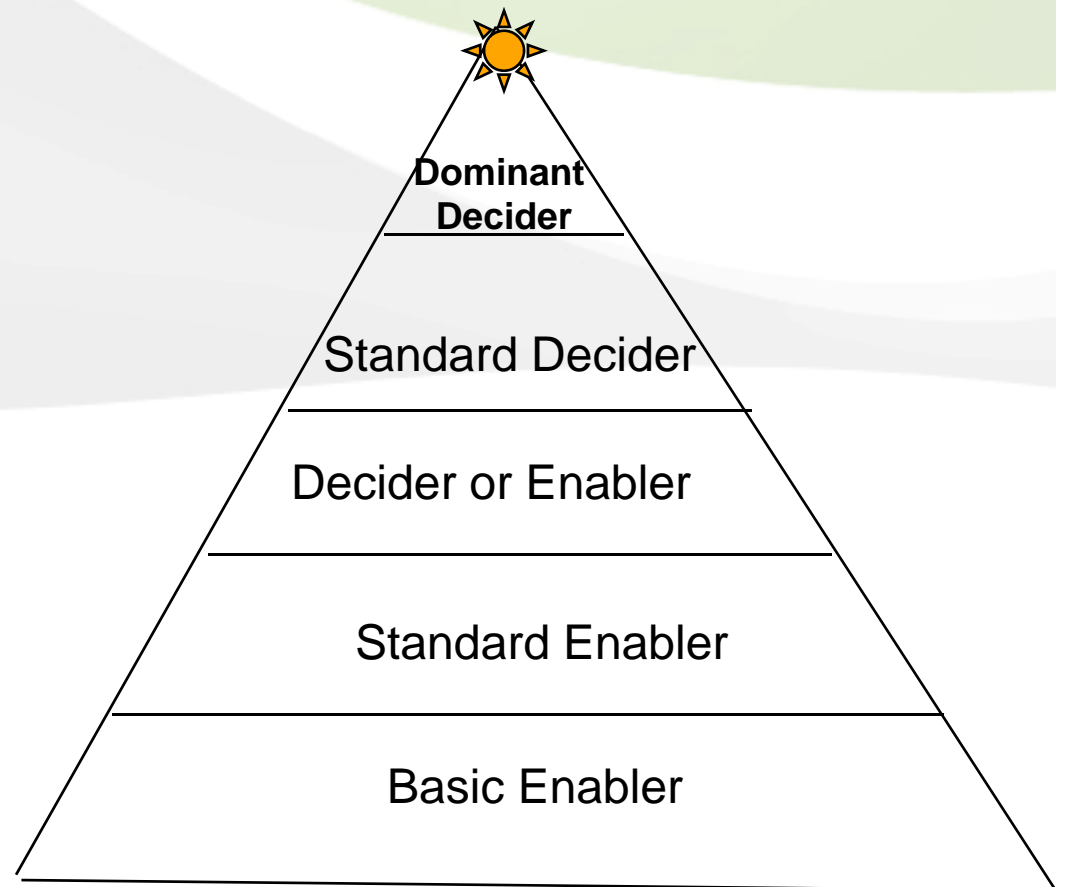 Dominant
Decider
Standard Decider
Decider or Enabler
Standard Enabler
Basic Enabler